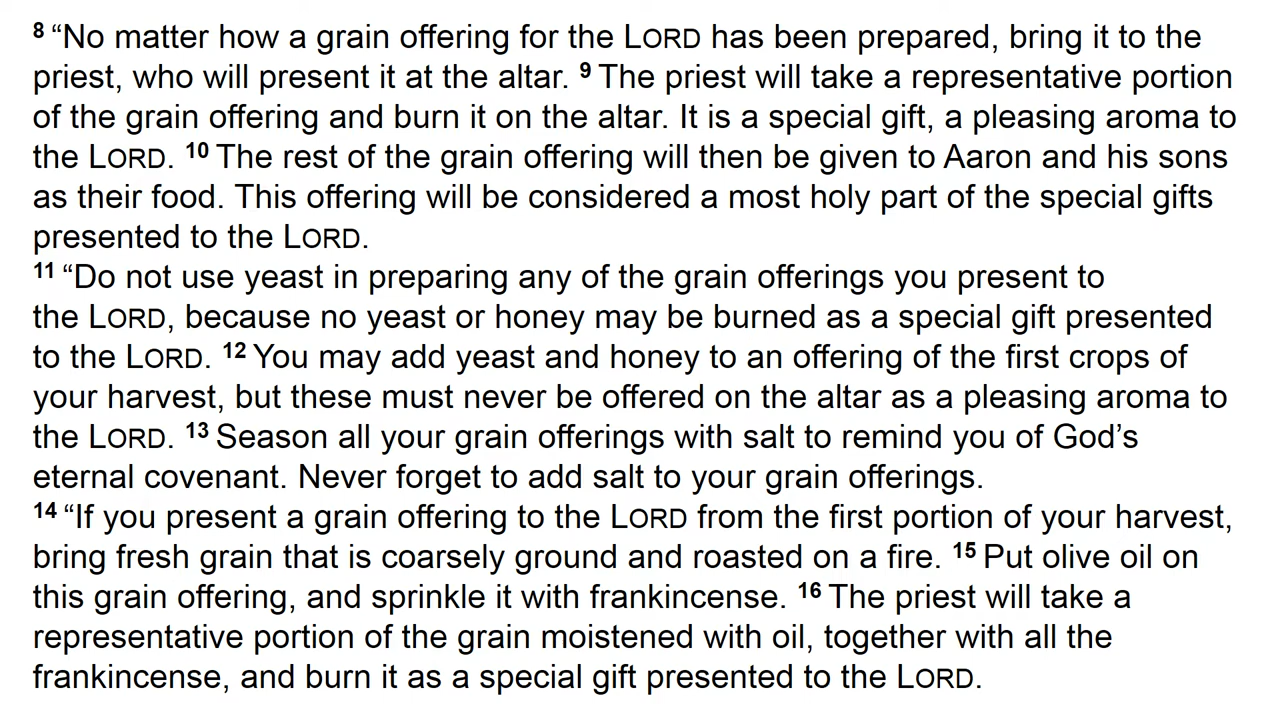 8 “No matter how a grain offering for the LORD has been prepared, bring it to the
priest, who will present it at the altar. 9 The priest will take a representative portion
of the grain offering and burn it on the altar. It is a special gift, a pleasing aroma to
the LORD. 10 The rest of the grain offering will then be given to Aaron and his sons
as their food. This offering will be considered a most holy part of the special gifts
presented to the LORD.
11 “Do not use yeast in preparing any of the grain offerings you present to
the LORD, because no yeast or honey may be burned as a special gift presented
to the LORD. 12 You may add yeast and honey to an offering of the first crops of
your harvest, but these must never be offered on the altar as a pleasing aroma to
the LORD. 13 Season all your grain offerings with salt to remind you of God’s
eternal covenant. Never forget to add salt to your grain offerings.
14 “If you present a grain offering to the LORD from the first portion of your harvest,
bring fresh grain that is coarsely ground and roasted on a fire. 15 Put olive oil on
this grain offering, and sprinkle it with frankincense. 16 The priest will take a
representative portion of the grain moistened with oil, together with all the
frankincense, and burn it as a special gift presented to the LORD.